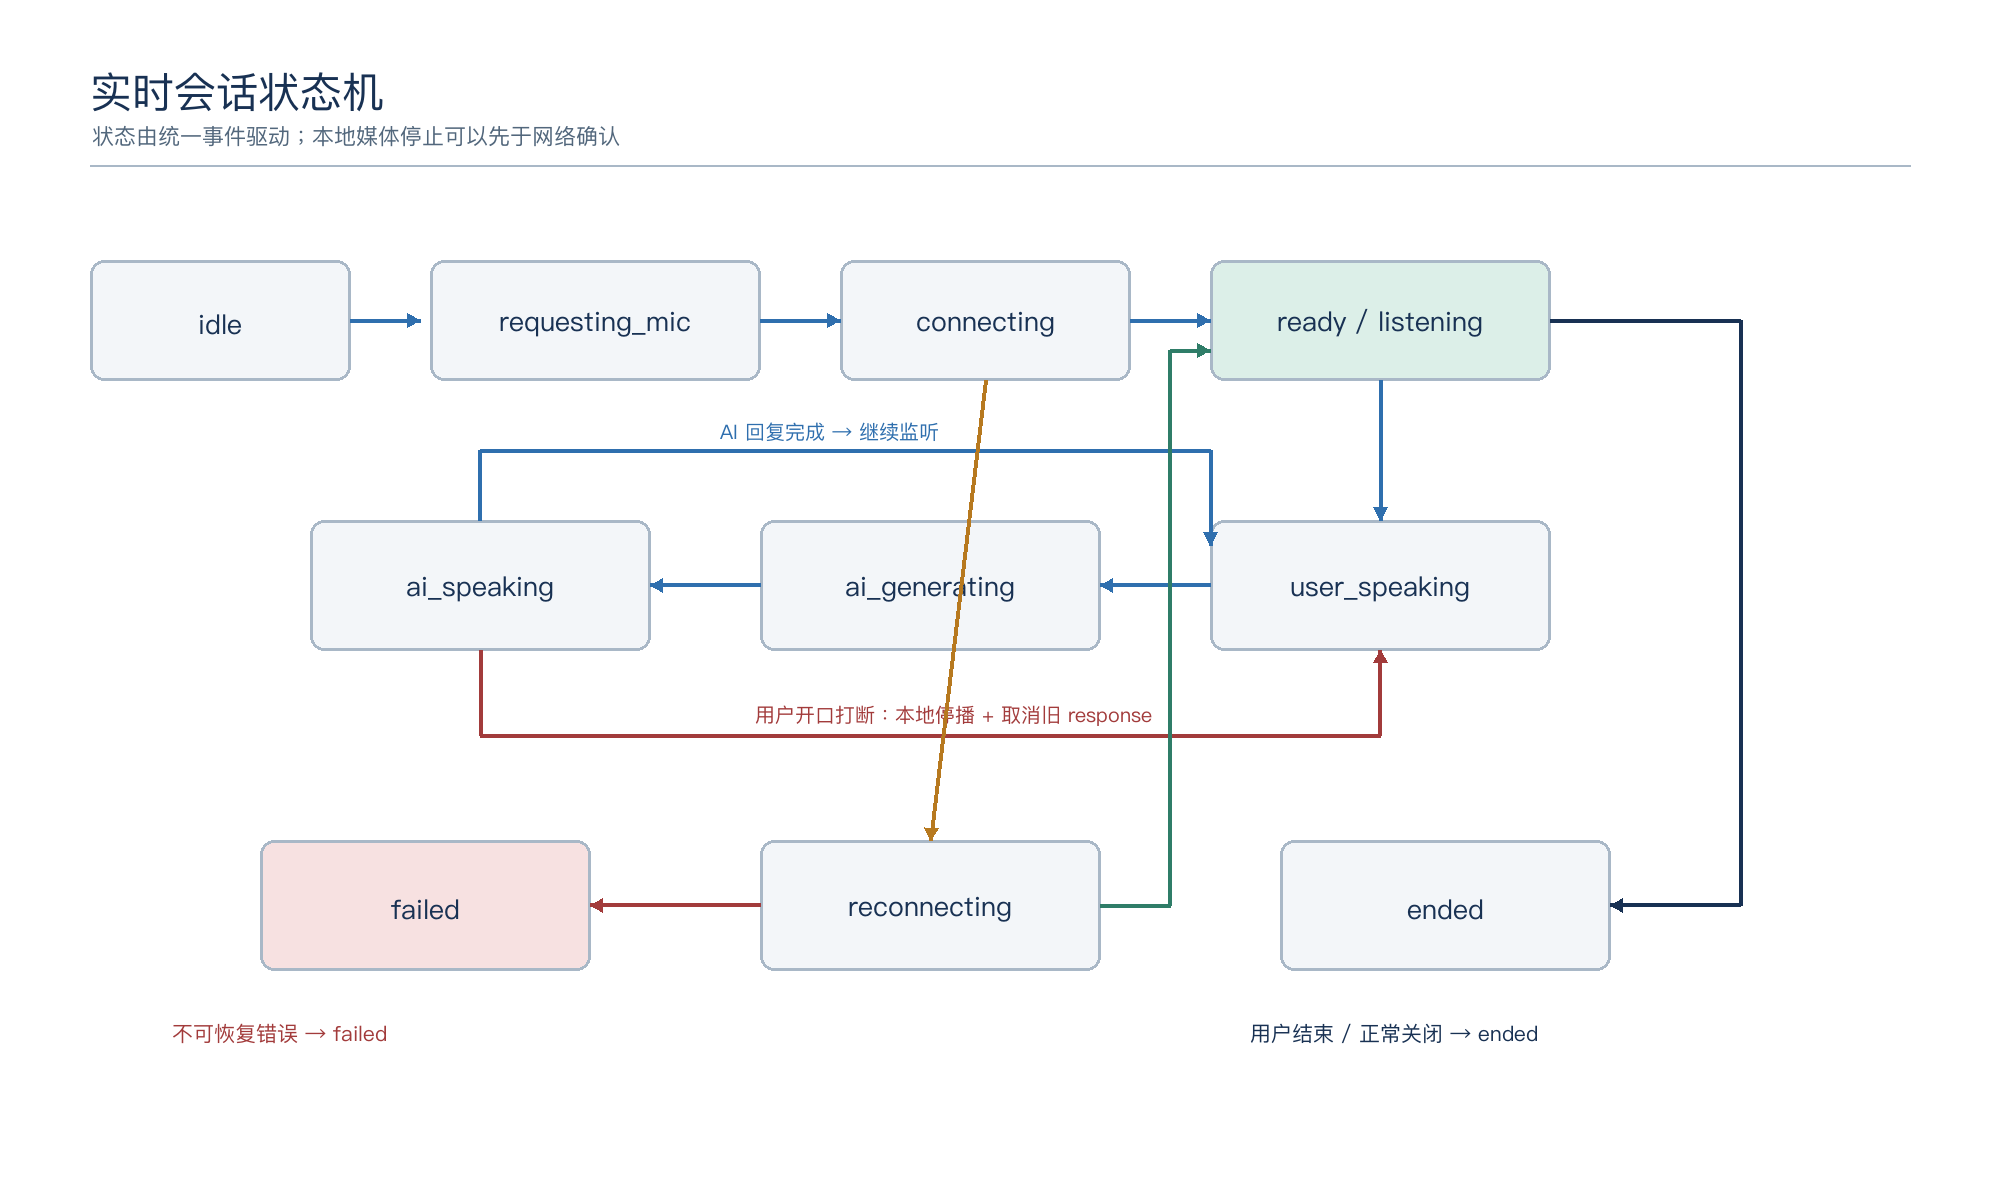 实时会话状态机
状态由统一事件驱动；本地媒体停止可以先于网络确认
idle
requesting_mic
connecting
ready / listening
AI 回复完成 → 继续监听
ai_speaking
ai_generating
user_speaking
用户开口打断：本地停播 + 取消旧 response
failed
reconnecting
ended
不可恢复错误 → failed
用户结束 / 正常关闭 → ended